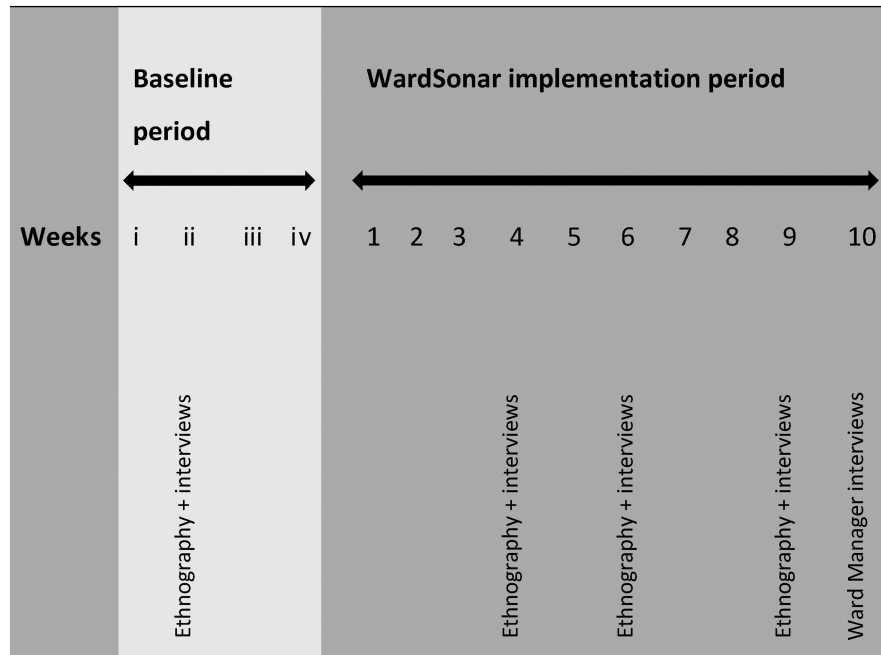 Baseline
period
WardSonar implementation period
Weeks i ii iii iv 1 2 3 4 5 6 7 8 9 10
Ethnography + interviews
Ethnography + interviews
Ethnography + interviews
Ethnography + interviews
Ward Manager interviews